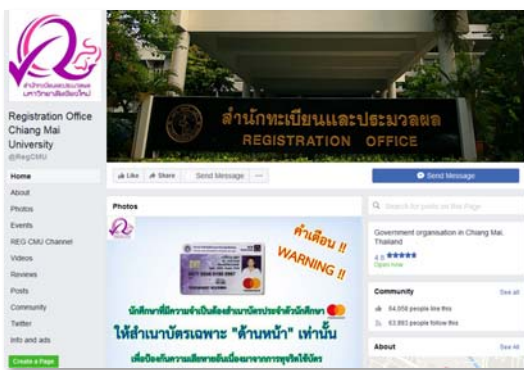 สำนักทะเบียนและประมวลผล
มหาวิทยาลัยเชียงใหม่
Registration Office
Chiang Mai
University
@RegCMU
Home
About
Photos
Events
REG CMU Channel
Videos
Reviews
Posts
Community
Twitter
Info and ads
Create a Page
สำนักทะเบียนและประมวลผล
REGISTRATION OFFICE
Like
Share
Send Message
Send Message
Photos
คำเตือน !!
WARNING !!
นักศึกษาที่มีความจำเป็นต้องสำเนาบัตรประจำตัวนักศึกษา
ให้สำเนาบัตรเฉพาะ "ด้านหน้า" เท่านั้น
เพื่อป้องกันความเสียหายอันเนื่องมาจากการทุจริตใช้บัตร
Search for posts on this Page
Government organisation in Chiang Mai,
Thailand
Open now
Community
See all
people like this
people follow this
About
See All